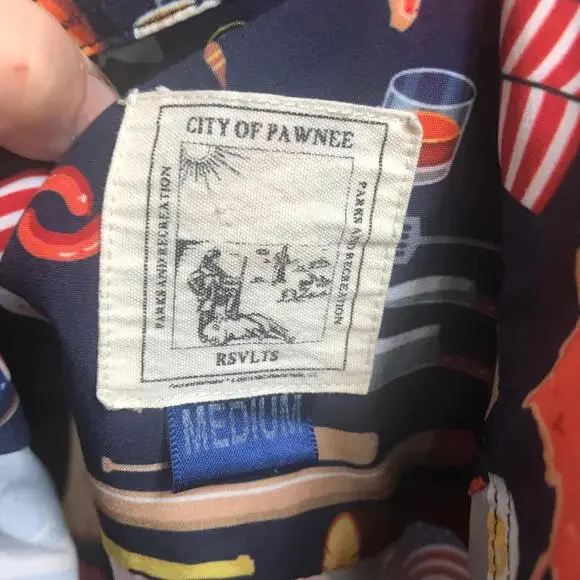 CITY OF PAWNEE
PARKS AND RECREATION
PARKS AND RECREATION
RSVLTS
MEDIUM